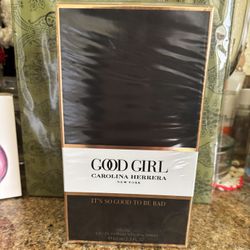 GOOD GIRL
CAROLINA HERRERA
NEW YORK
IT'S SO GOOD TO BE BAD